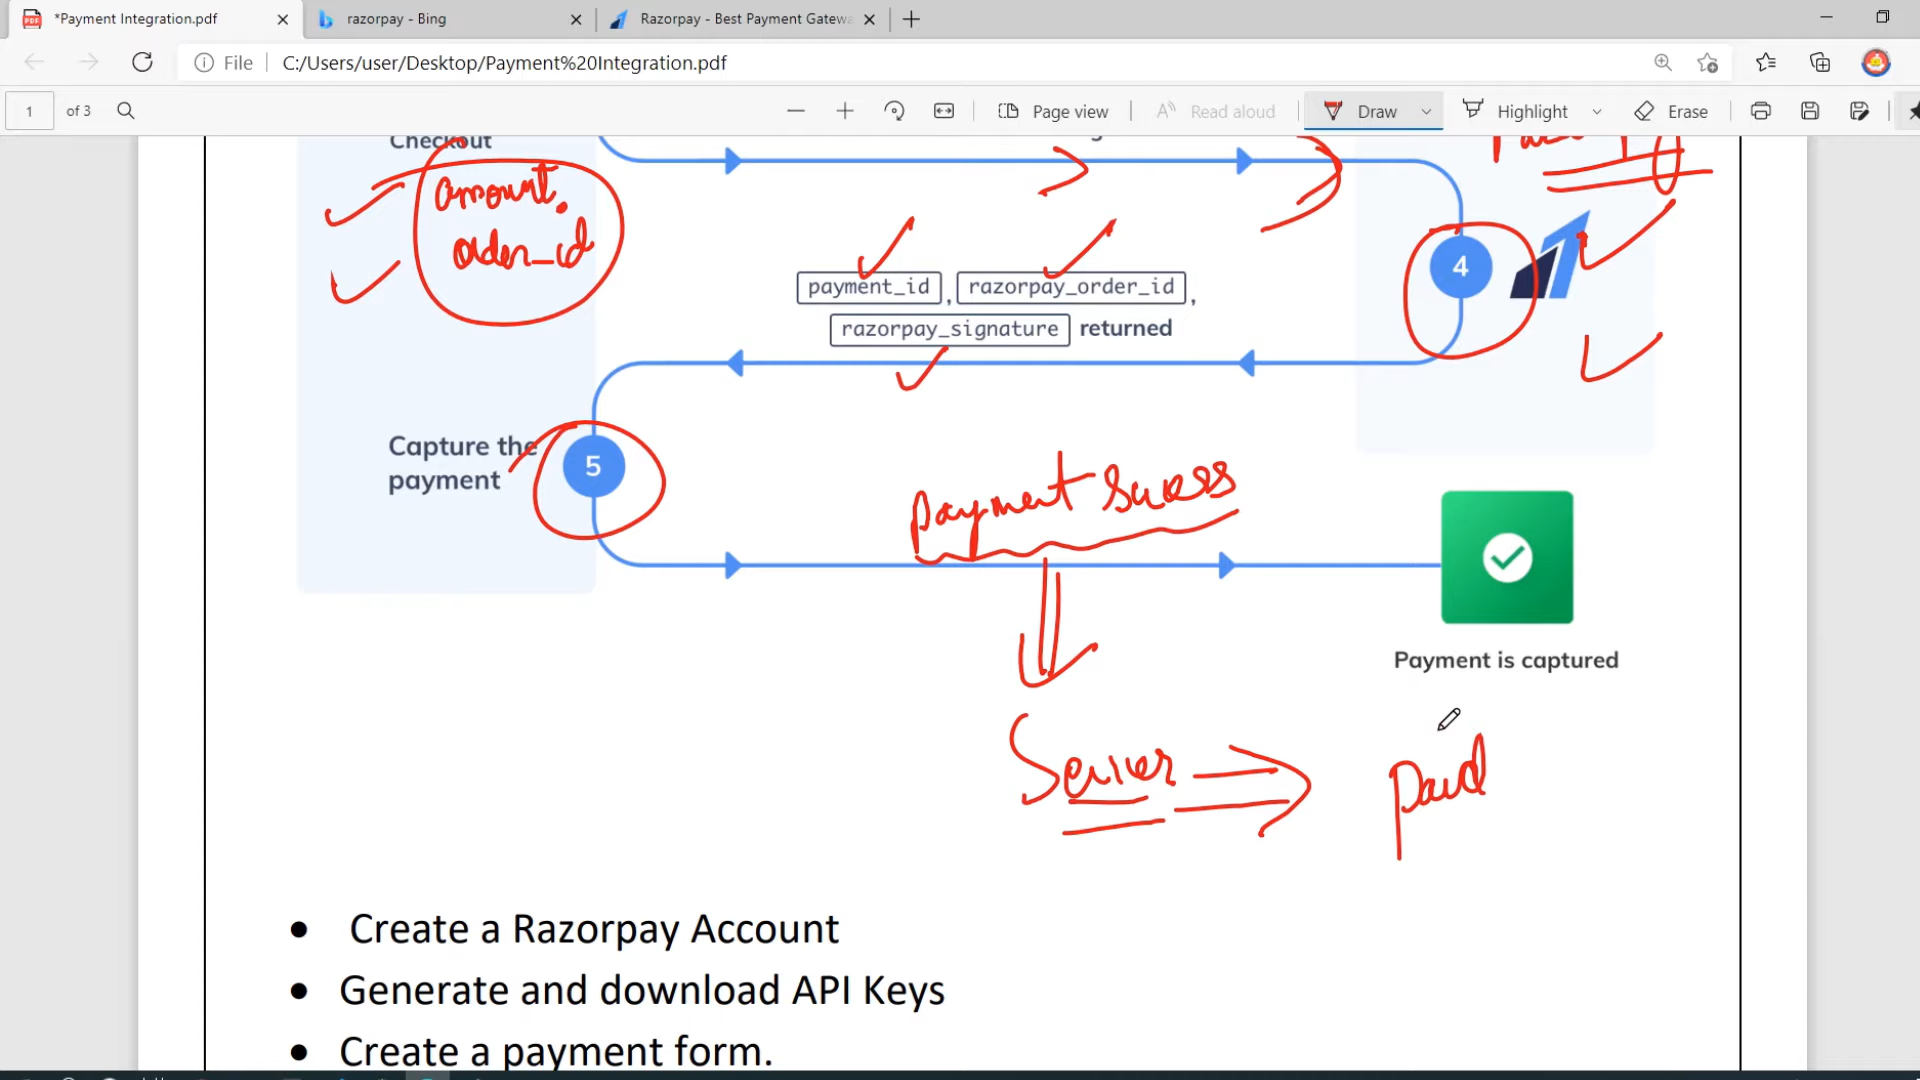 *Payment Integration.pdf
razorpay - Bing
Razorpay - Best Payment Gatew
File
C:/Users/user/Desktop/Payment%20Integration.pdf
1 of 3
Page view
Read aloud
Draw
Highlight
Erase
Checkout
amount.
order_id
4
payment_id , razorpay_order_id ,
razorpay_signature returned
Capture the
payment
5
Payment Sucess
Payment is captured
Server
Paid
• Create a Razorpay Account
• Generate and download API Keys
• Create a payment form.